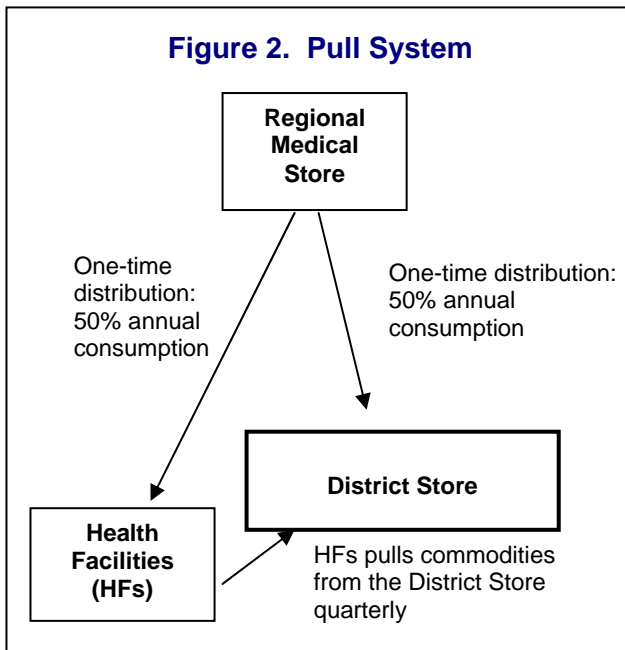 Figure 2.  Pull System
Regional
Medical
Store
One-time
distribution:
50% annual
consumption
One-time distribution:
50% annual
consumption
District Store
Health
Facilities
(HFs)
HFs pulls commodities
from the District Store
quarterly